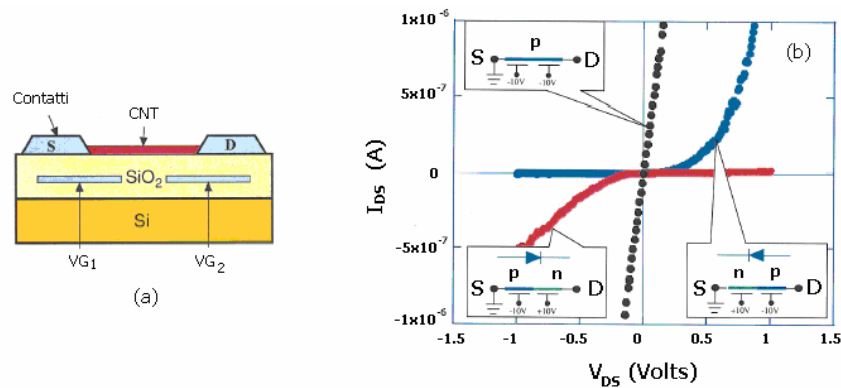 Contatti
CNT
S
D
SiO2
Si
VG1
VG2
(a)
1x10-6
5x10-7
0
-5x10-7
-1x10-6
IDS (A)
(b)
p
S
D
-10V
-10V
p
n
S
D
-10V
+10V
n
p
S
D
+10V
-10V
-1.5
-1
-0.5
0
0.5
1
1.5
VDS (Volts)